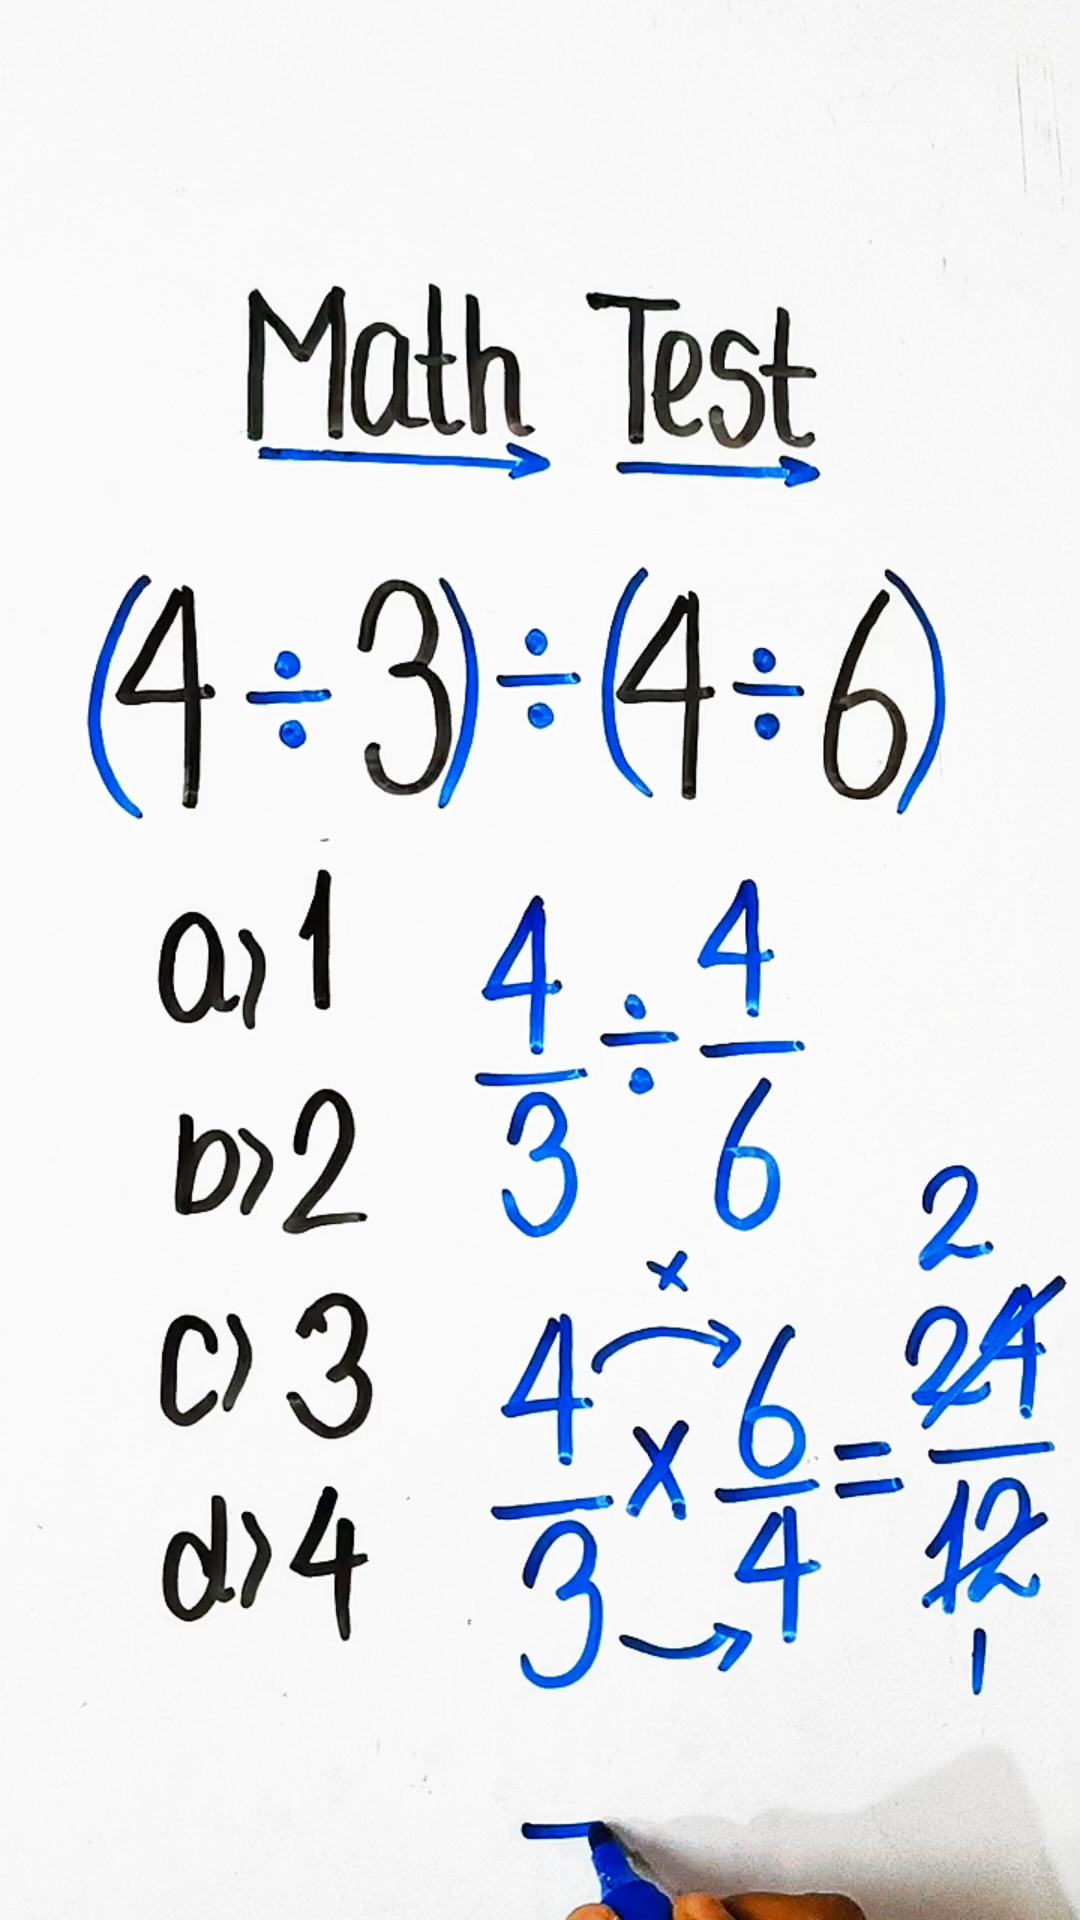 Math Test
(4 ÷ 3) ÷ (4 ÷ 6)
a) 1
b) 2
c) 3
d) 4
4/3 ÷ 4/6
x
4/3 x 6/4 = 24/12
2
1